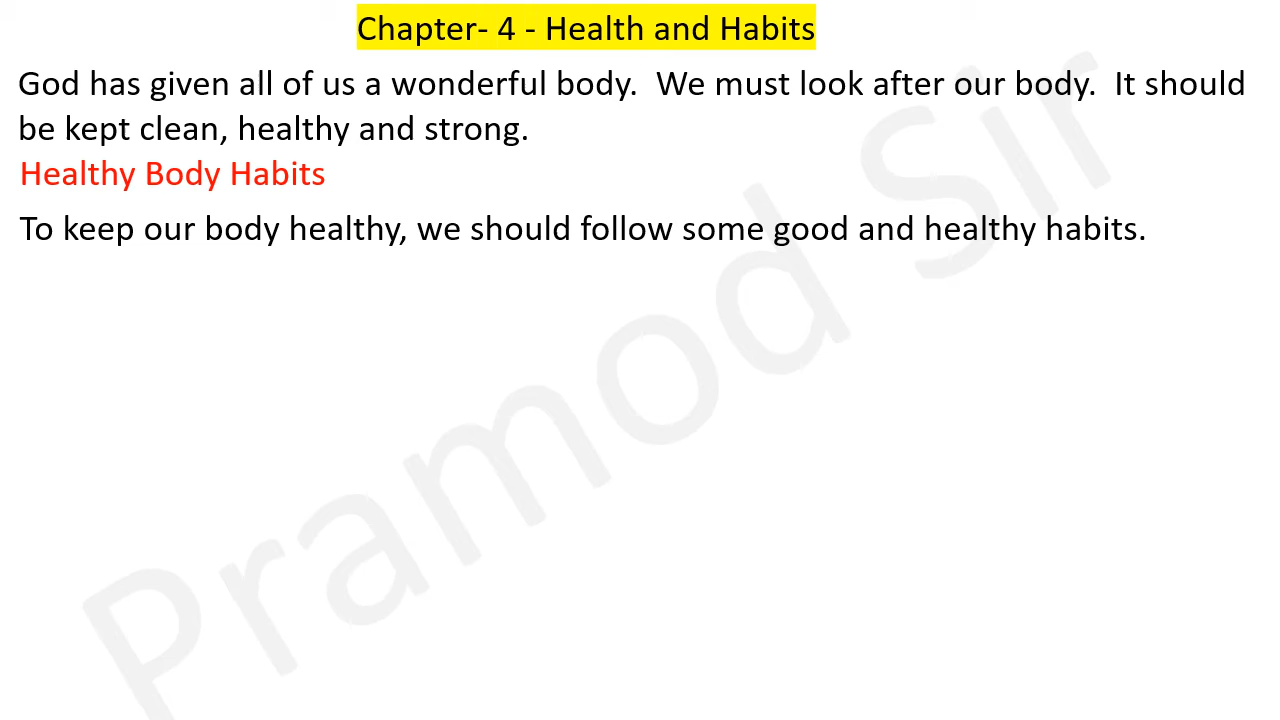 Chapter- 4 - Health and Habits
God has given all of us a wonderful body.  We must look after our body.  It should
be kept clean, healthy and strong.
Healthy Body Habits
To keep our body healthy, we should follow some good and healthy habits.
Pramod Sir